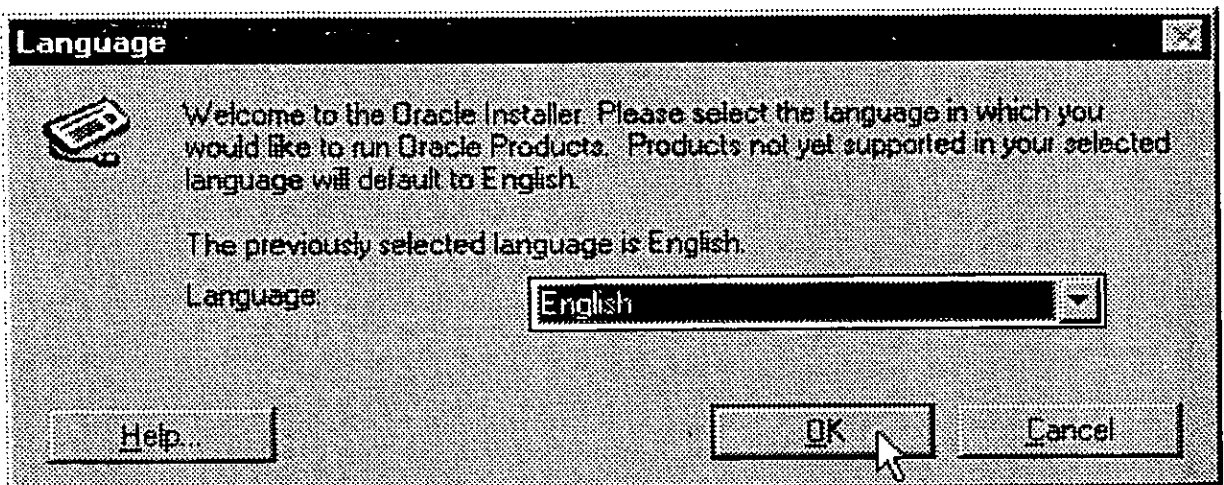 Language
Welcome to the Oracle Installer. Please select the language in which you
would like to run Oracle Products. Products not yet supported in your selected
language will default to English.
The previously selected language is English.
Language: English
Help... OK Cancel